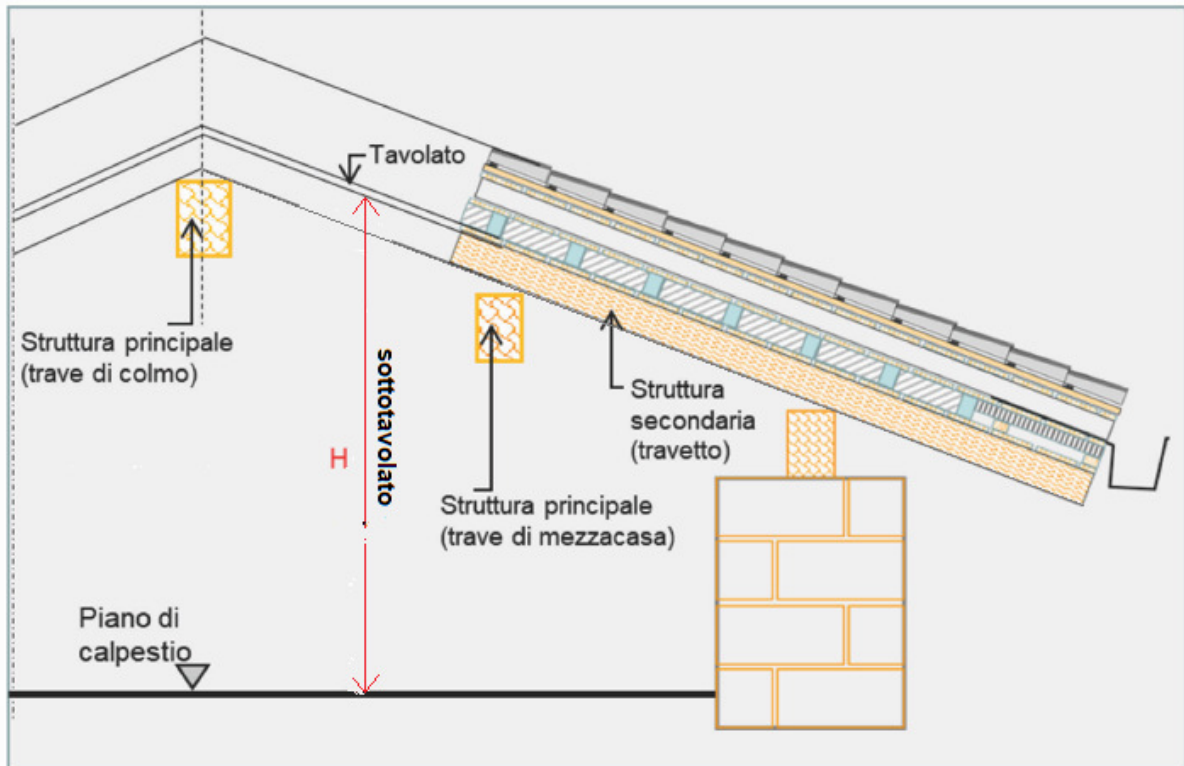 Tavolato
Struttura principale
(trave di colmo)
sottotavolato
H
Struttura
secondaria
(travetto)
Struttura principale
(trave di mezzacasa)
Piano di
calpestio